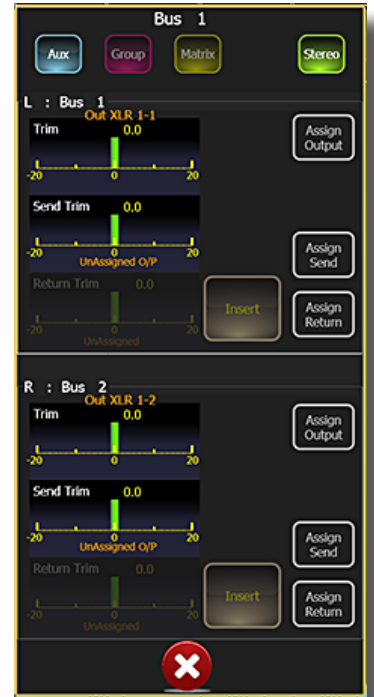 Bus 1
Aux Group Matrix Stereo
L : Bus 1
Out XLR 1-1
Trim 0.0
Assign Output
-20 0 20
Send Trim 0.0
-20 0 20
UnAssigned O/P
Assign Send
Return Trim 0.0
Insert
Assign Return
-20 0 20
UnAssigned
R : Bus 2
Out XLR 1-2
Trim 0.0
Assign Output
-20 0 20
Send Trim 0.0
-20 0 20
UnAssigned O/P
Assign Send
Return Trim 0.0
Insert
Assign Return
-20 0 20
UnAssigned